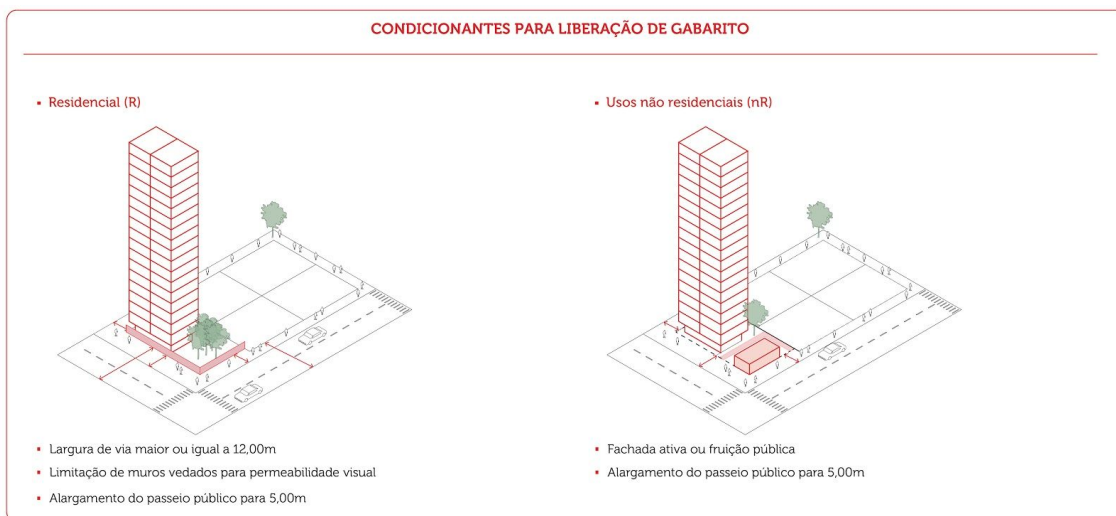 CONDICIONANTES PARA LIBERAÇÃO DE GABARITO
Residencial (R)
Largura de via maior ou igual a 12,00m
Limitação de muros vedados para permeabilidade visual
Alargamento do passeio público para 5,00m
Usos não residenciais (nR)
Fachada ativa ou fruição pública
Alargamento do passeio público para 5,00m